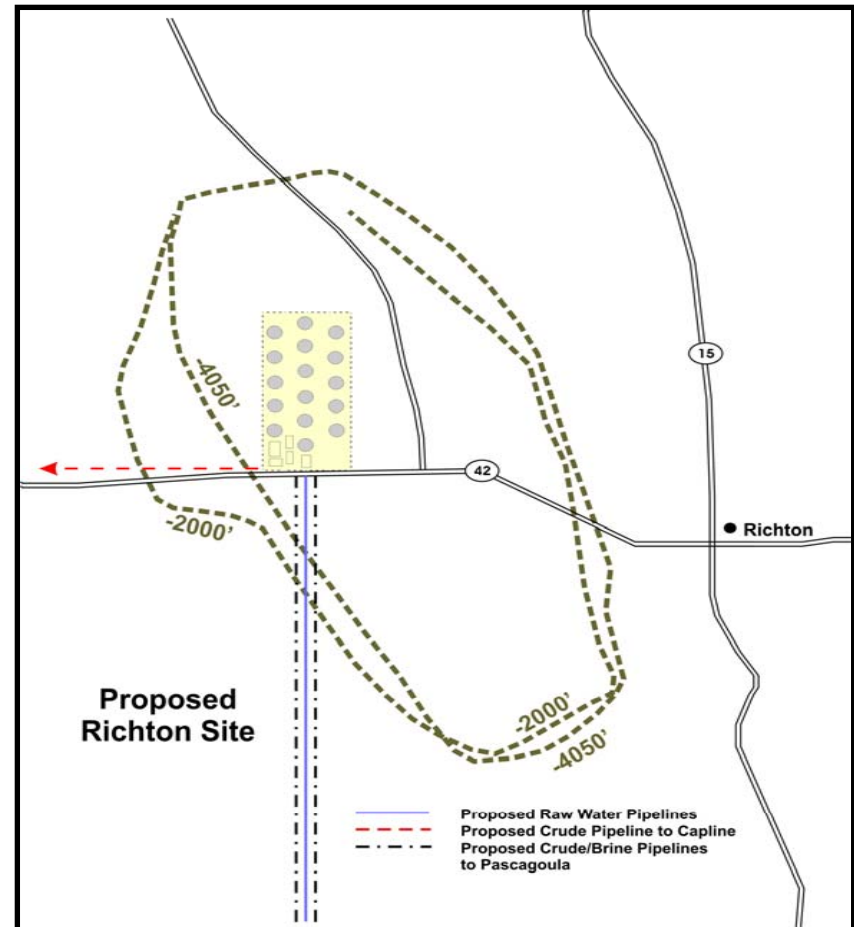 -4050'
15
42
-2000'
Richton
Proposed
Richton Site
-2000'
-4050'
Proposed Raw Water Pipelines
Proposed Crude Pipeline to Capline
Proposed Crude/Brine Pipelines
to Pascagoula